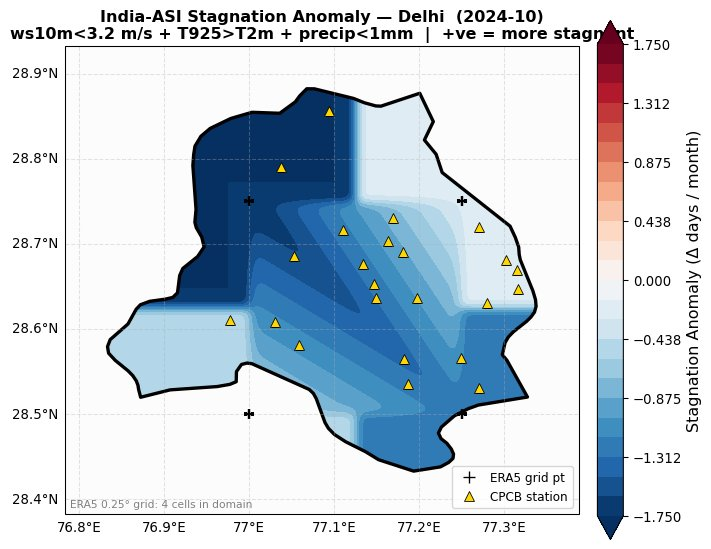 India-ASI Stagnation Anomaly — Delhi  (2024-10)
ws10m<3.2 m/s + T925>T2m + precip<1mm  |  +ve = more stagnant
28.9°N
28.8°N
28.7°N
28.6°N
28.5°N
28.4°N
ERA5 0.25° grid: 4 cells in domain
ERA5 grid pt
CPCB station
76.8°E
76.9°E
77°E
77.1°E
77.2°E
77.3°E
1.750
1.312
0.875
0.438
0.000
−0.438
−0.875
−1.312
−1.750
Stagnation Anomaly (Δ days / month)